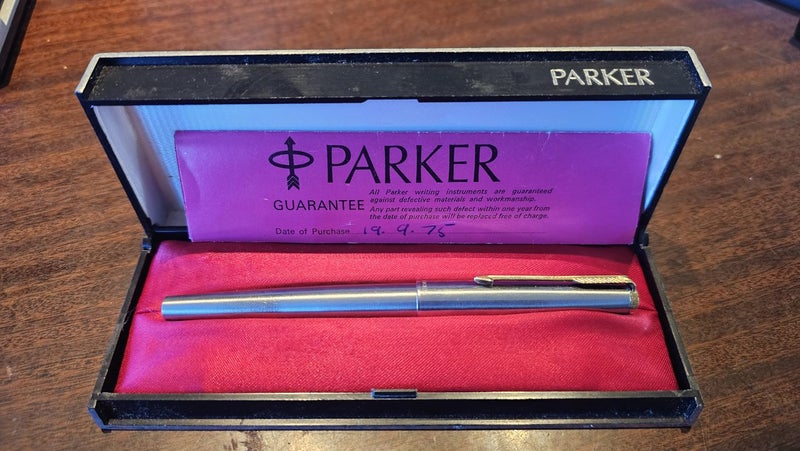 PARKER
PARKER
GUARANTEE
All Parker writing instruments are guaranteed
against defective materials and workmanship.
Any part revealing such defect within one year from
the date of purchase will be replaced free of charge.
Date of Purchase 19. 9. 75